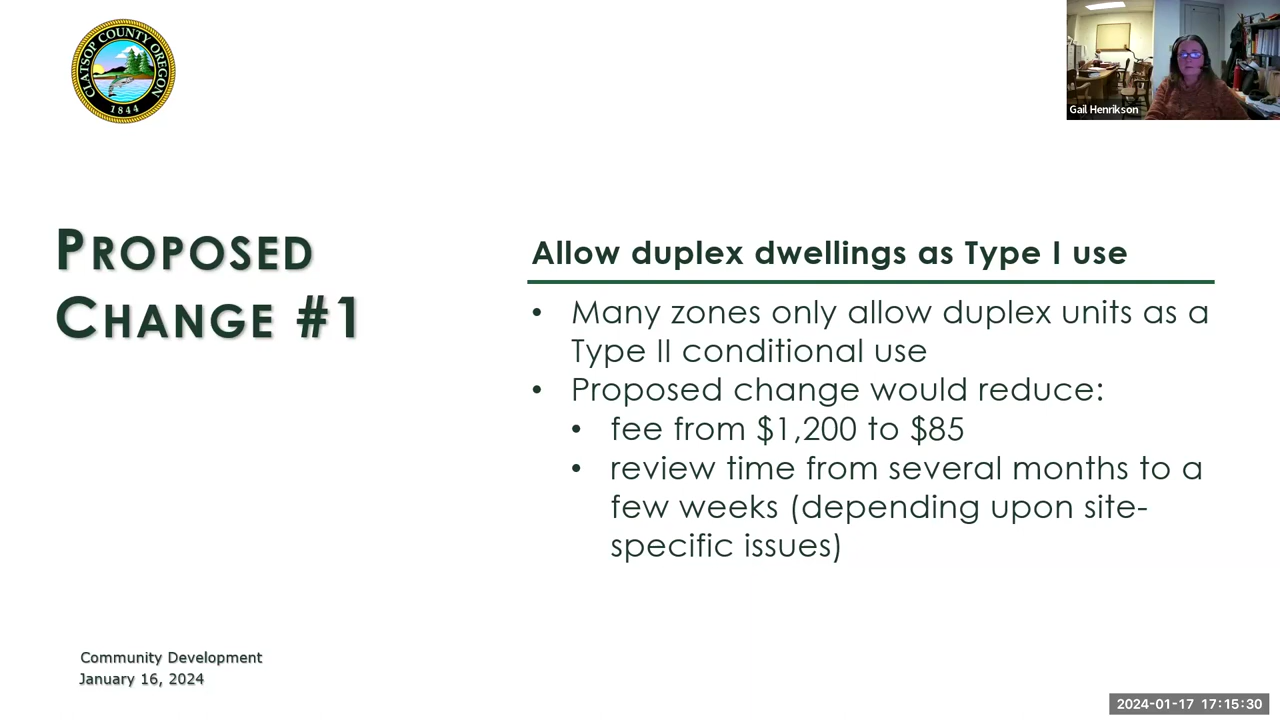 CLATSOP COUNTY OREGON
1844
Gail Henrikson
PROPOSED
CHANGE #1
Allow duplex dwellings as Type I use
• Many zones only allow duplex units as a
Type II conditional use
• Proposed change would reduce:
• fee from $1,200 to $85
• review time from several months to a
few weeks (depending upon site-
specific issues)
Community Development
January 16, 2024
2024-01-17 17:15:30